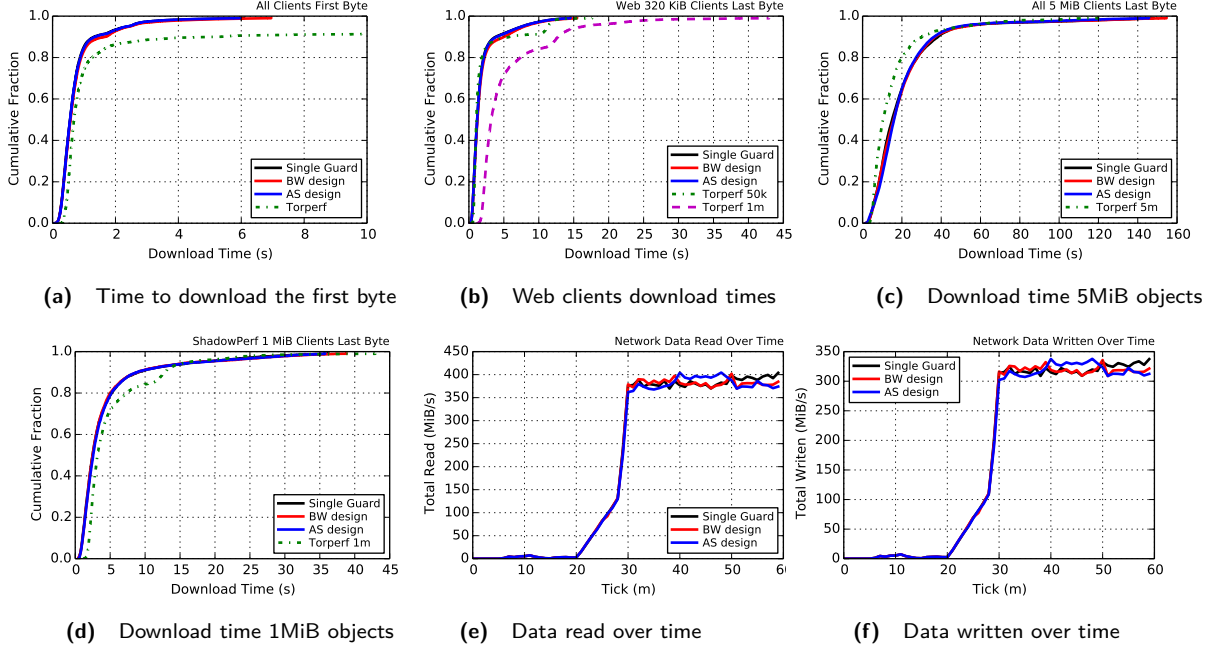 All Clients First Byte
1.0
0.8
0.6
0.4
0.2
0.0
Cumulative Fraction
Single Guard
BW design
AS design
Torperf
0 2 4 6 8 10
Download Time (s)
(a) Time to download the first byte
Web 320 KiB Clients Last Byte
1.0
0.8
0.6
0.4
0.2
0.0
Cumulative Fraction
Single Guard
BW design
AS design
Torperf 50k
Torperf 1m
0 5 10 15 20 25 30 35 40 45
Download Time (s)
(b) Web clients download times
All 5 MiB Clients Last Byte
1.0
0.8
0.6
0.4
0.2
0.0
Cumulative Fraction
Single Guard
BW design
AS design
Torperf 5m
0 20 40 60 80 100 120 140 160
Download Time (s)
(c) Download time 5MiB objects
ShadowPerf 1 MiB Clients Last Byte
1.0
0.8
0.6
0.4
0.2
0.0
Cumulative Fraction
Single Guard
BW design
AS design
Torperf 1m
0 5 10 15 20 25 30 35 40 45
Download Time (s)
(d) Download time 1MiB objects
Network Data Read Over Time
450
400
350
300
250
200
150
100
50
0
Total Read (MiB/s)
Single Guard
BW design
AS design
0 10 20 30 40 50 60
Tick (m)
(e) Data read over time
Network Data Written Over Time
350
300
250
200
150
100
50
0
Total Writen (MiB/s)
Single Guard
BW design
AS design
0 10 20 30 40 50 60
Tick (m)
(f) Data written over time